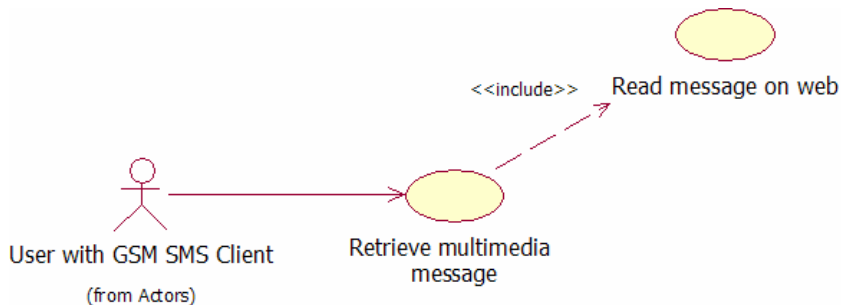 <<include>>
Read message on web
User with GSM SMS Client
(from Actors)
Retrieve multimedia
message